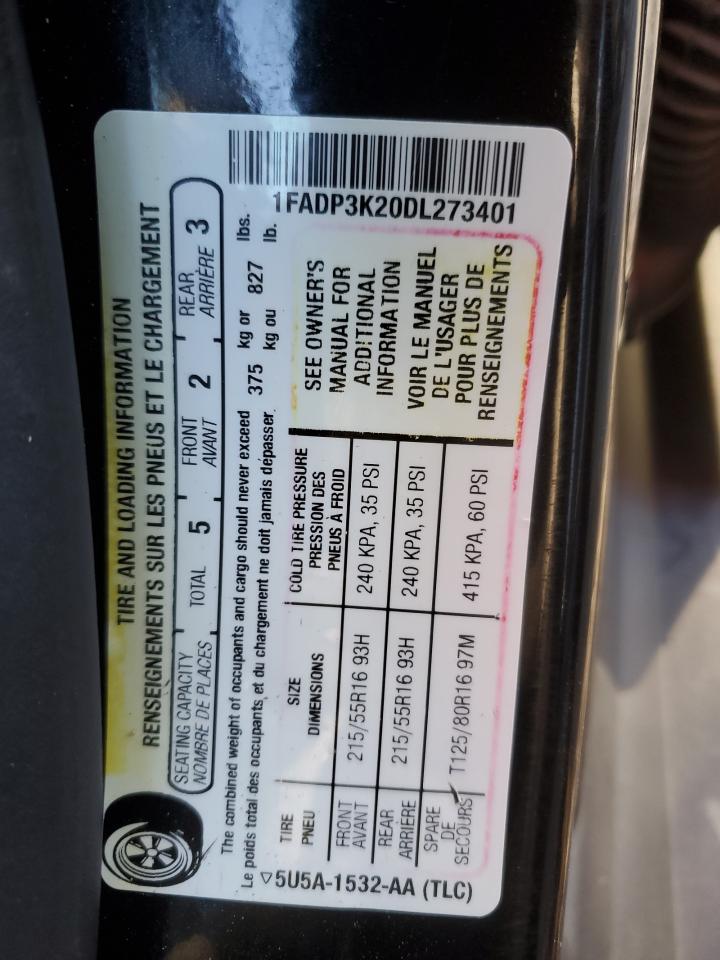 TIRE AND LOADING INFORMATION
RENSEIGNEMENTS SUR LES PNEUS ET LE CHARGEMENT
SEATING CAPACITY TOTAL 5 FRONT 2 REAR 3
NOMBRE DE PLACES AVANT ARRIÈRE
The combined weight of occupants and cargo should never exceed 375 kg or 827 lbs.
Le poids total des occupants et du chargement ne doit jamais dépasser kg ou lb.
1FADP3K20DL273401
TIRE SIZE COLD TIRE PRESSURE
PNEU DIMENSIONS PRESSION DES
PNEUS À FROID
FRONT 215/55R16 93H 240 KPA, 35 PSI
AVANT
REAR 215/55R16 93H 240 KPA, 35 PSI
ARRIÈRE
SPARE T125/80R16 97M 415 KPA, 60 PSI
DE
SECOURS
SEE OWNER'S
MANUAL FOR
ADDITIONAL
INFORMATION
VOIR LE MANUEL
DE L'USAGER
POUR PLUS DE
RENSEIGNEMENTS
▽5U5A-1532-AA (TLC)